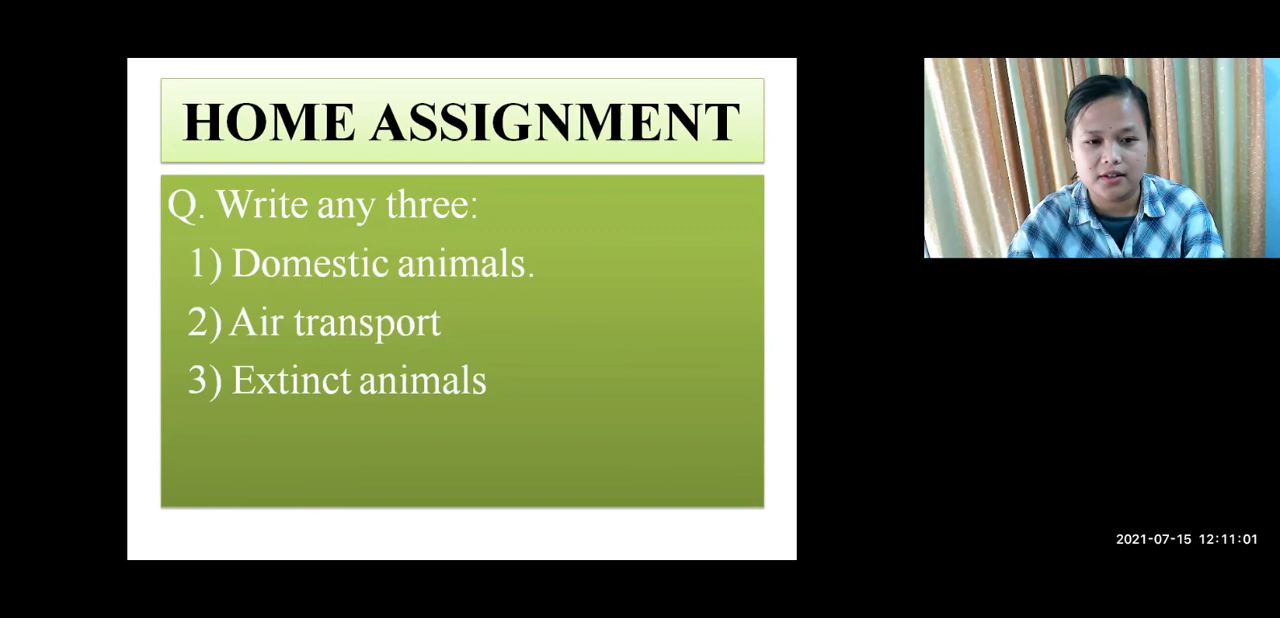 HOME ASSIGNMENT
Q. Write any three:
1) Domestic animals.
2) Air transport
3) Extinct animals
2021-07-15 12:11:01